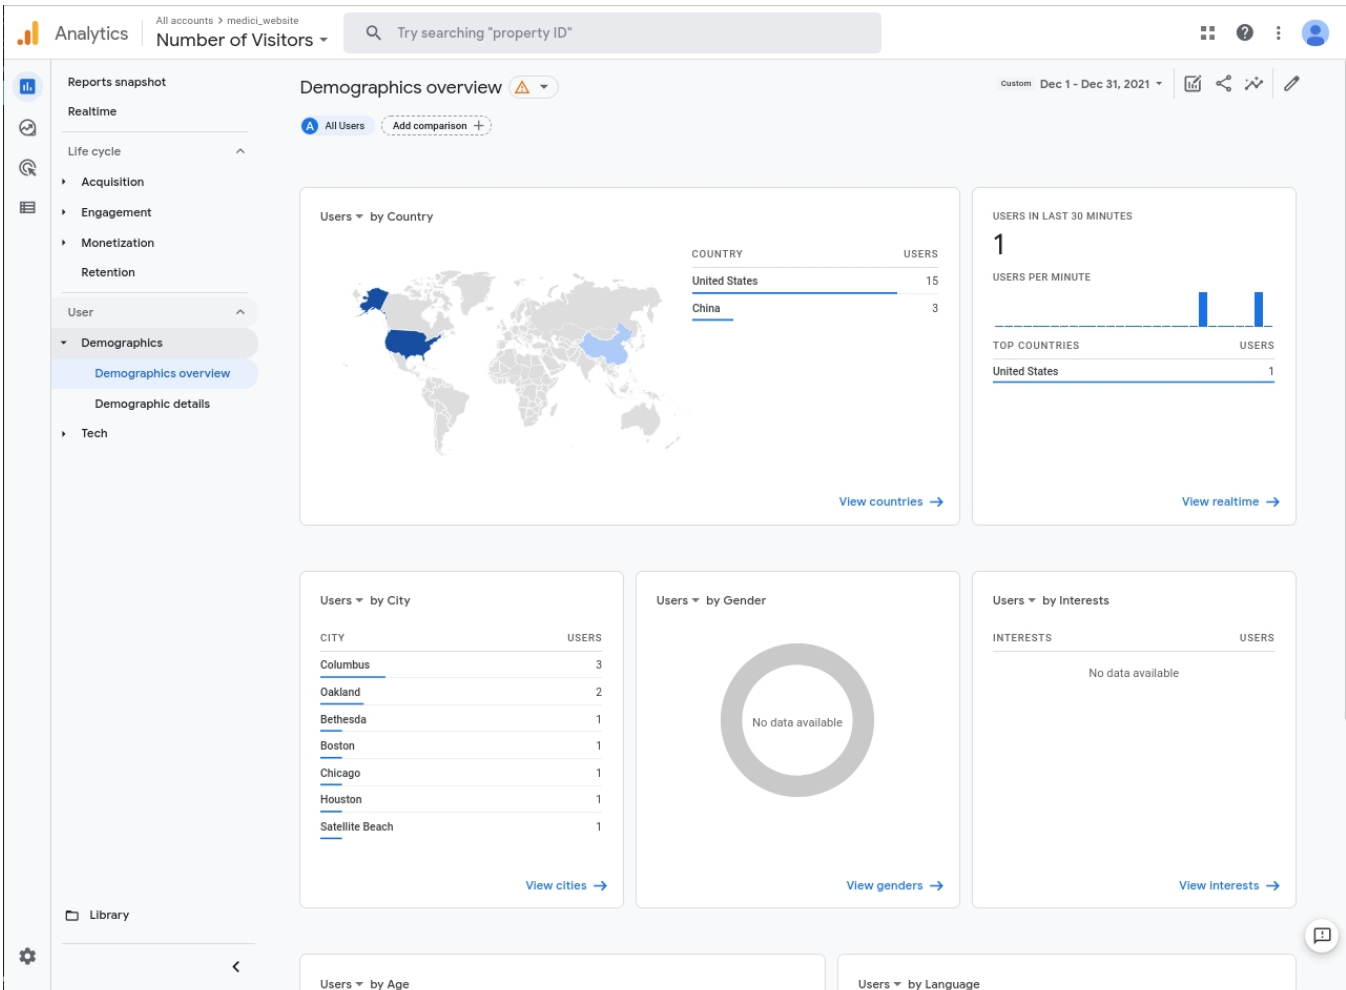 Analytics
All accounts > medici_website
Number of Visitors
Try searching "property ID"
Reports snapshot
Realtime
Life cycle
Acquisition
Engagement
Monetization
Retention
User
Demographics
Demographics overview
Demographic details
Tech
Library
Demographics overview
Custom Dec 1 - Dec 31, 2021
A All Users
Add comparison +
Users by Country
COUNTRY USERS
United States 15
China 3
View countries
USERS IN LAST 30 MINUTES
1
USERS PER MINUTE
TOP COUNTRIES USERS
United States 1
View realtime
Users by City
CITY USERS
Columbus 3
Oakland 2
Bethesda 1
Boston 1
Chicago 1
Houston 1
Satellite Beach 1
View cities
Users by Gender
No data available
View genders
Users by Interests
INTERESTS USERS
No data available
View interests
Users by Age
Users by Language